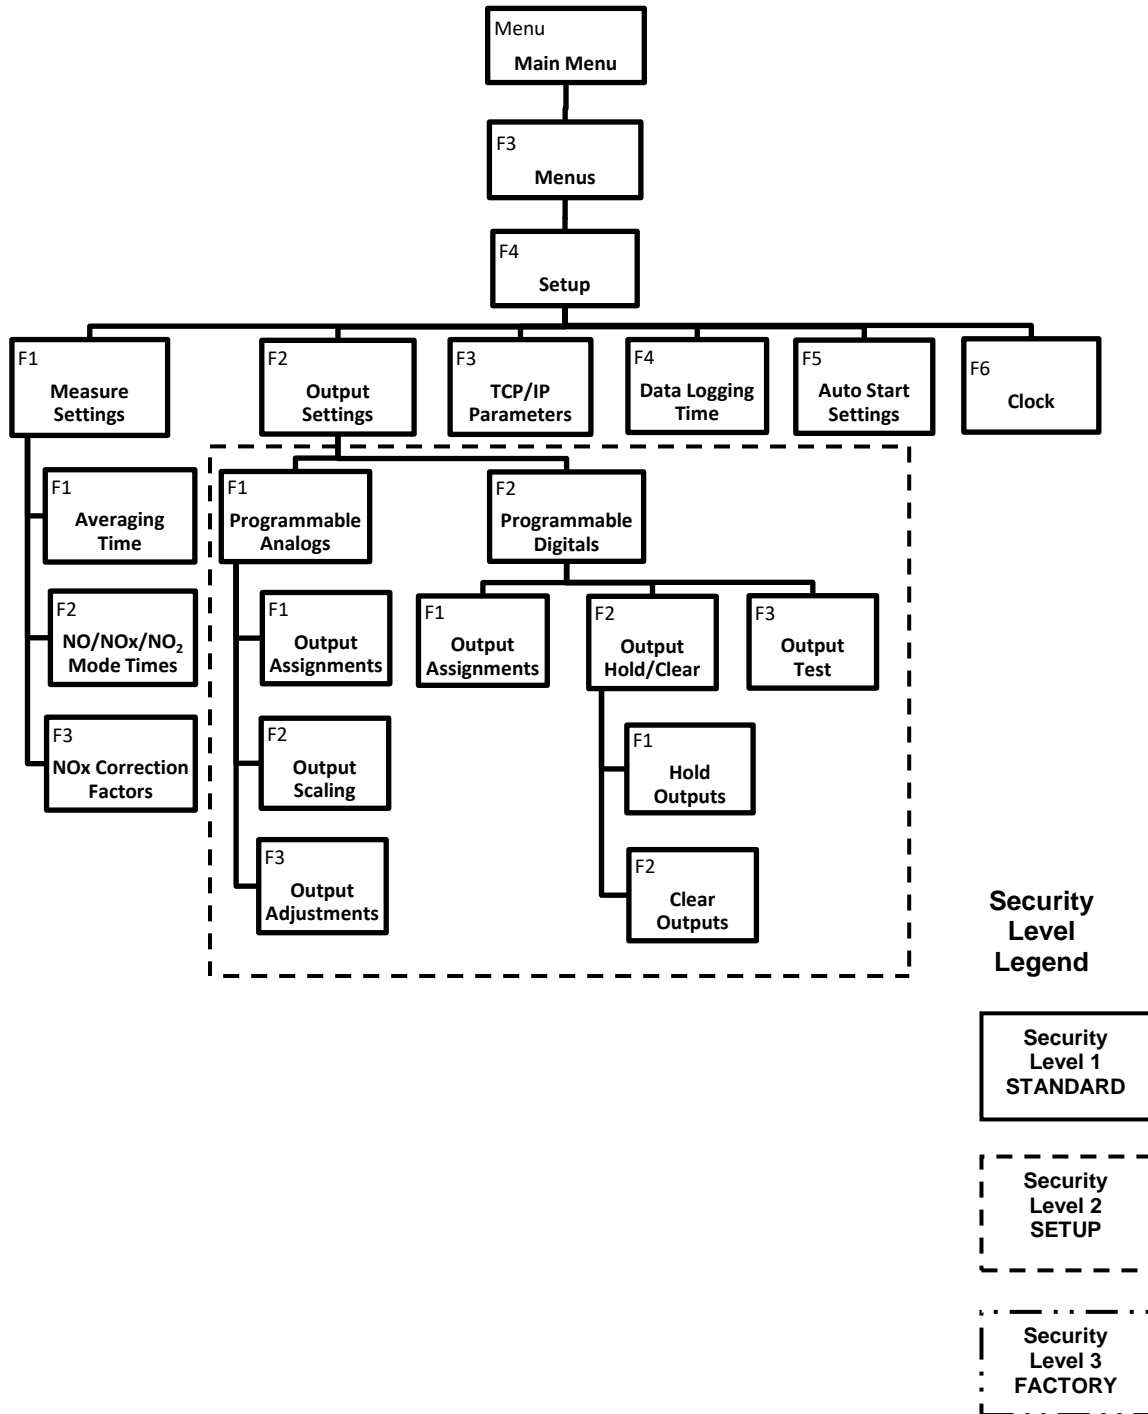 Menu
Main Menu
F3
Menus
F4
Setup
F1
Measure
Settings
F2
Output
Settings
F3
TCP/IP
Parameters
F4
Data Logging
Time
F5
Auto Start
Settings
F6
Clock
F1
Averaging
Time
F2
NO/NOx/NO₂
Mode Times
F3
NOx Correction
Factors
F1
Programmable
Analogs
F1
Output
Assignments
F2
Output
Scaling
F3
Output
Adjustments
F2
Programmable
Digitals
F1
Output
Assignments
F2
Output
Hold/Clear
F3
Output
Test
F1
Hold
Outputs
F2
Clear
Outputs
Security
Level
Legend
Security
Level 1
STANDARD
Security
Level 2
SETUP
Security
Level 3
FACTORY